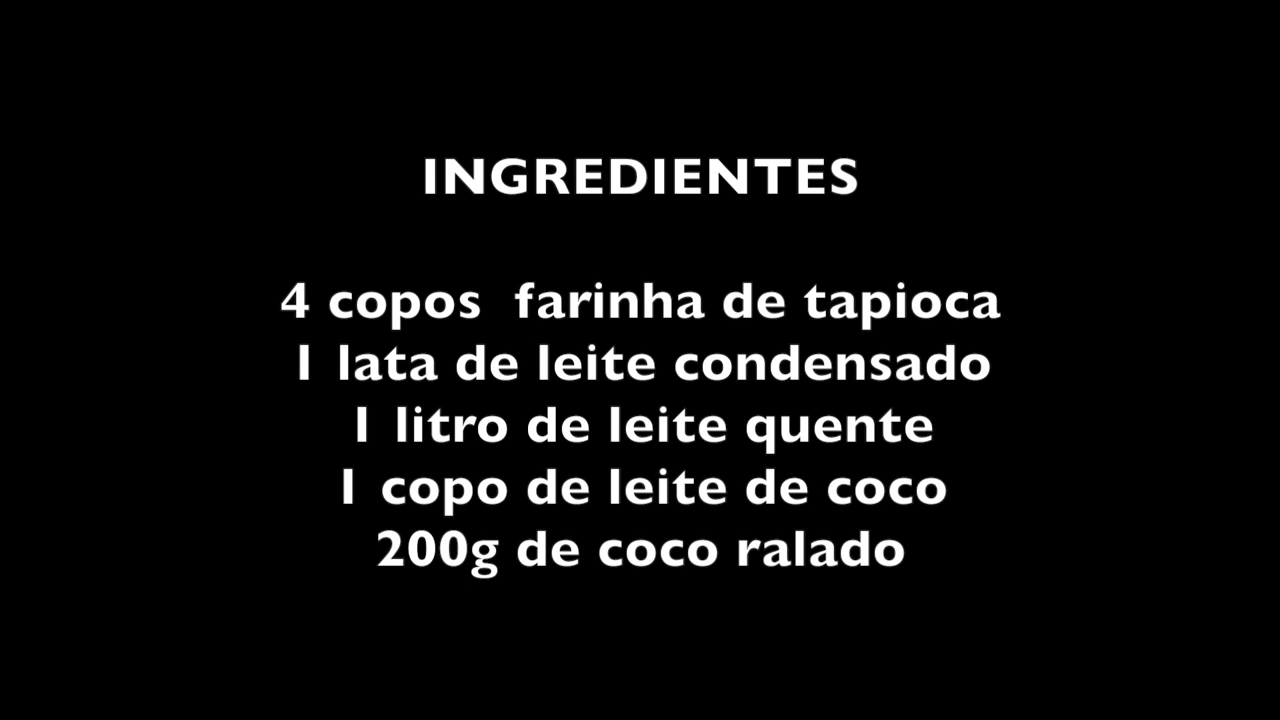 INGREDIENTES
4 copos  farinha de tapioca
1 lata de leite condensado
1 litro de leite quente
1 copo de leite de coco
200g de coco ralado